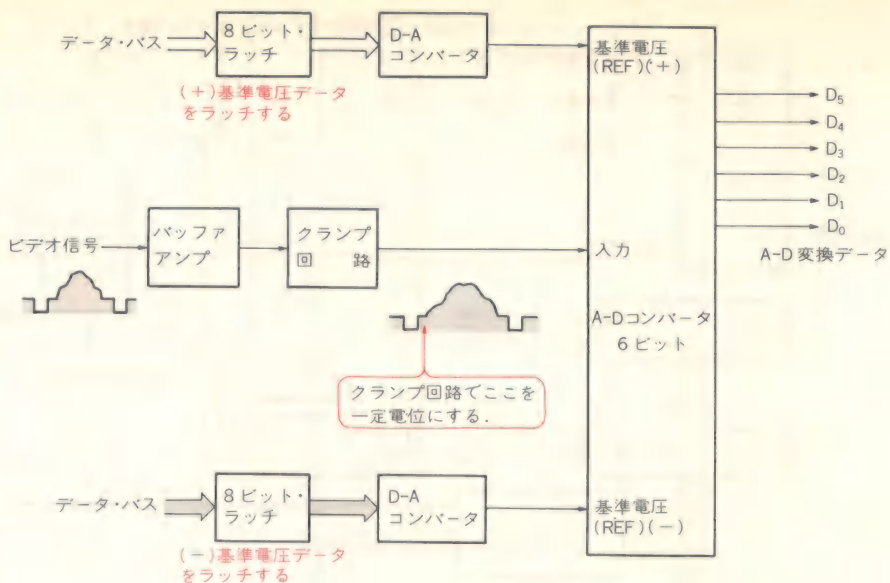 データ・バス
8ビット・
ラッチ
D-A
コンバータ
(+)基準電圧データ
をラッチする
基準電圧
(REF)(+)
D5
D4
D3
D2
D1
D0
A-D変換データ
ビデオ信号
バッファ
アンプ
クランプ
回 路
入力
A-Dコンバータ
6ビット
クランプ回路でここを
一定電位にする.
データ・バス
8ビット・
ラッチ
D-A
コンバータ
(-)基準電圧データ
をラッチする
基準電圧
(REF)(-)